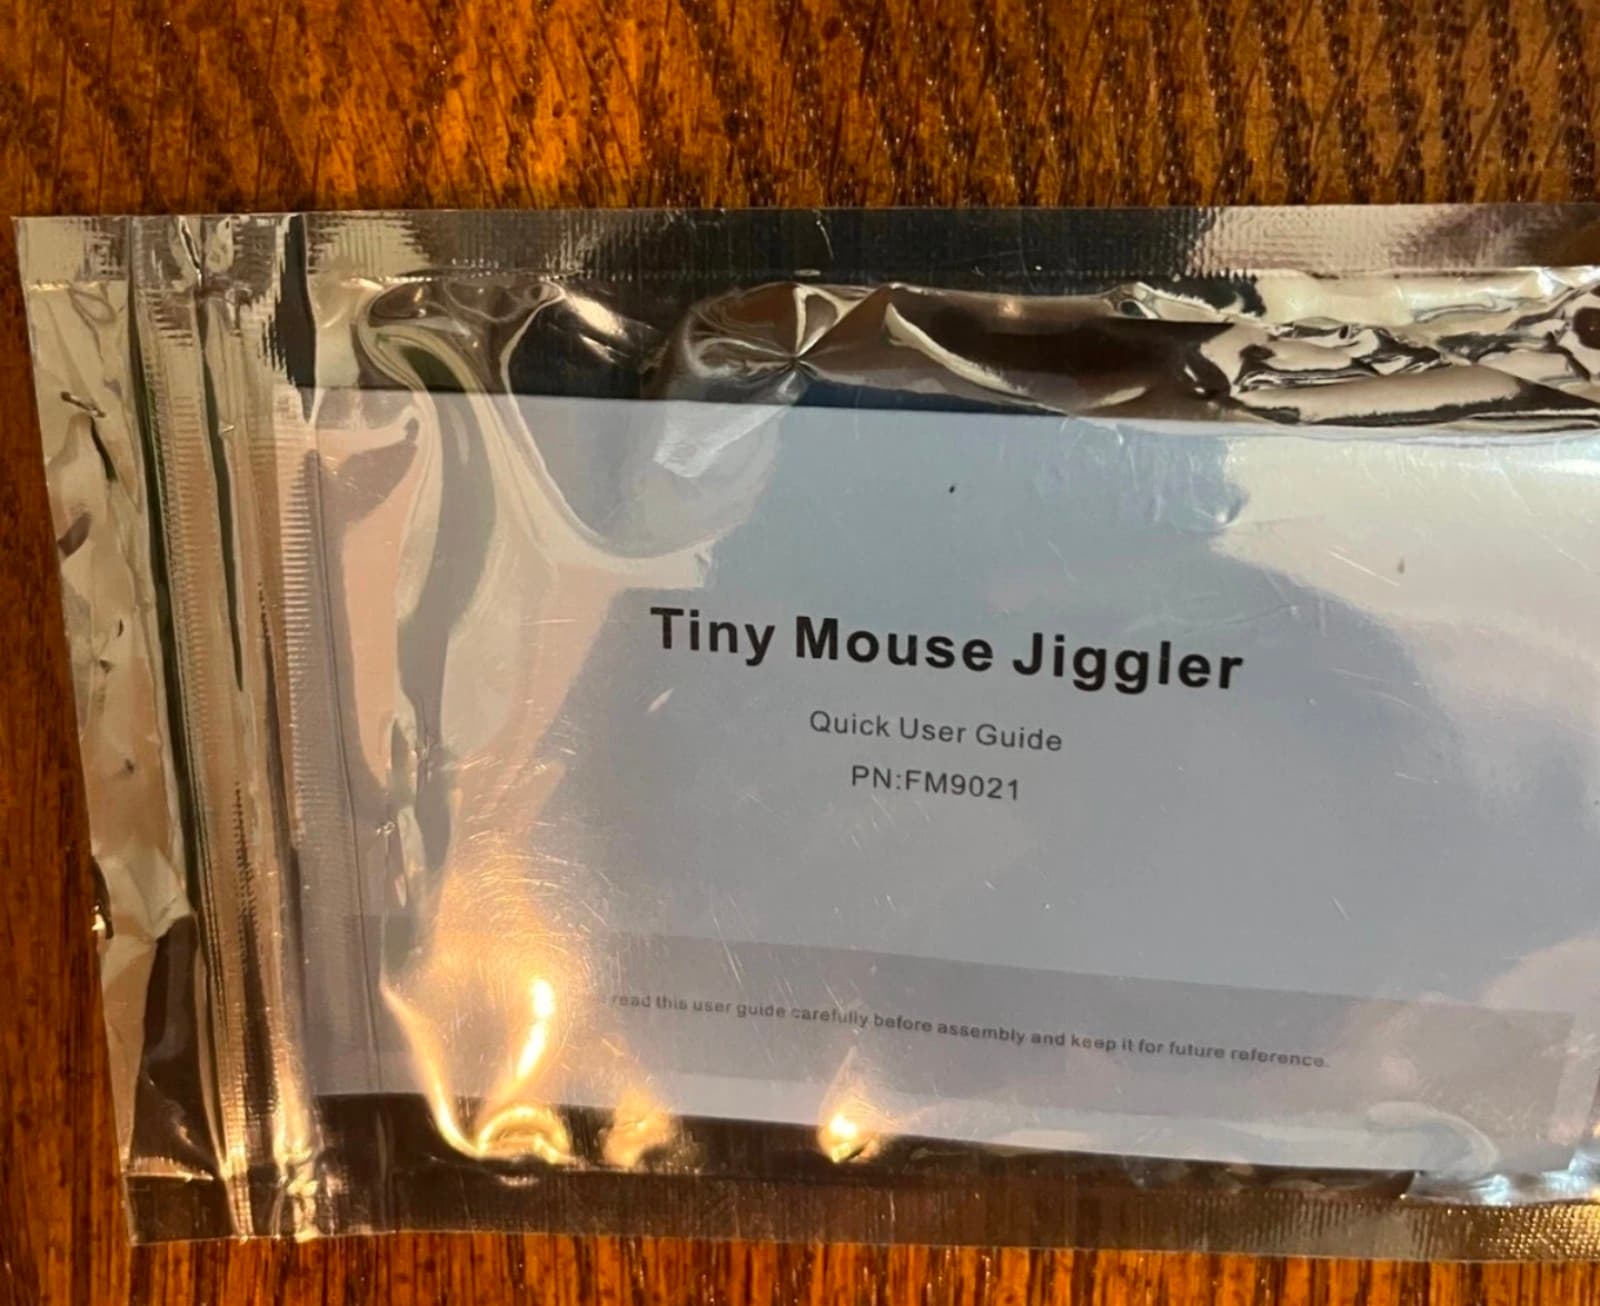 Tiny Mouse Jiggler
Quick User Guide
PN:FM9021
read this user guide carefully before assembly and keep it for future reference.